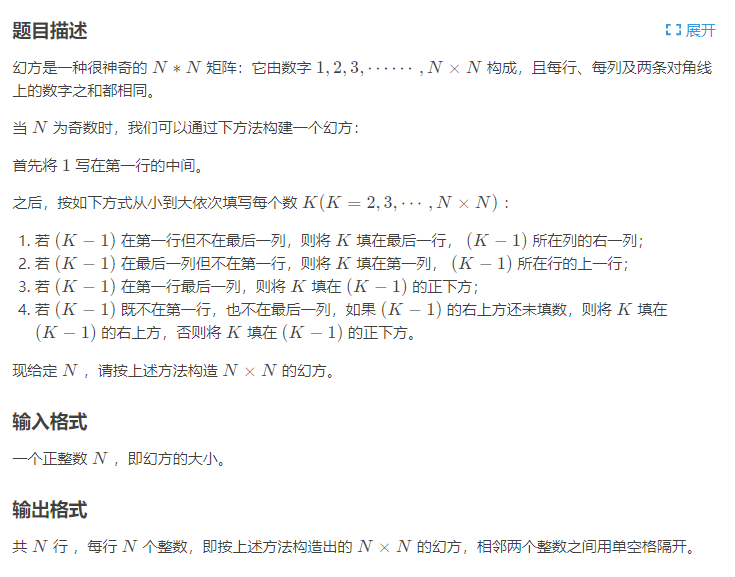 题目描述
展开
幻方是一种很神奇的 N ∗ N 矩阵：它由数字 1, 2, 3, ⋯⋯ , N × N 构成，且每行、每列及两条对角线
上的数字之和都相同。
当 N 为奇数时，我们可以通过下方法构建一个幻方：
首先将 1 写在第一行的中间。
之后，按如下方式从小到大依次填写每个数 K(K = 2, 3, ⋯ , N × N) ：
1. 若 (K − 1) 在第一行但不在最后一列，则将 K 填在最后一行， (K − 1) 所在列的右一列；
2. 若 (K − 1) 在最后一列但不在第一行，则将 K 填在第一列， (K − 1) 所在行的上一行；
3. 若 (K − 1) 在第一行最后一列，则将 K 填在 (K − 1) 的正下方；
4. 若 (K − 1) 既不在第一行，也不在最后一列，如果 (K − 1) 的右上方还未填数，则将 K 填在
(K − 1) 的右上方，否则将 K 填在 (K − 1) 的正下方。
现给定 N ，请按上述方法构造 N × N 的幻方。
输入格式
一个正整数 N ，即幻方的大小。
输出格式
共 N 行 ，每行 N 个整数，即按上述方法构造出的 N × N 的幻方，相邻两个整数之间用单空格隔开。